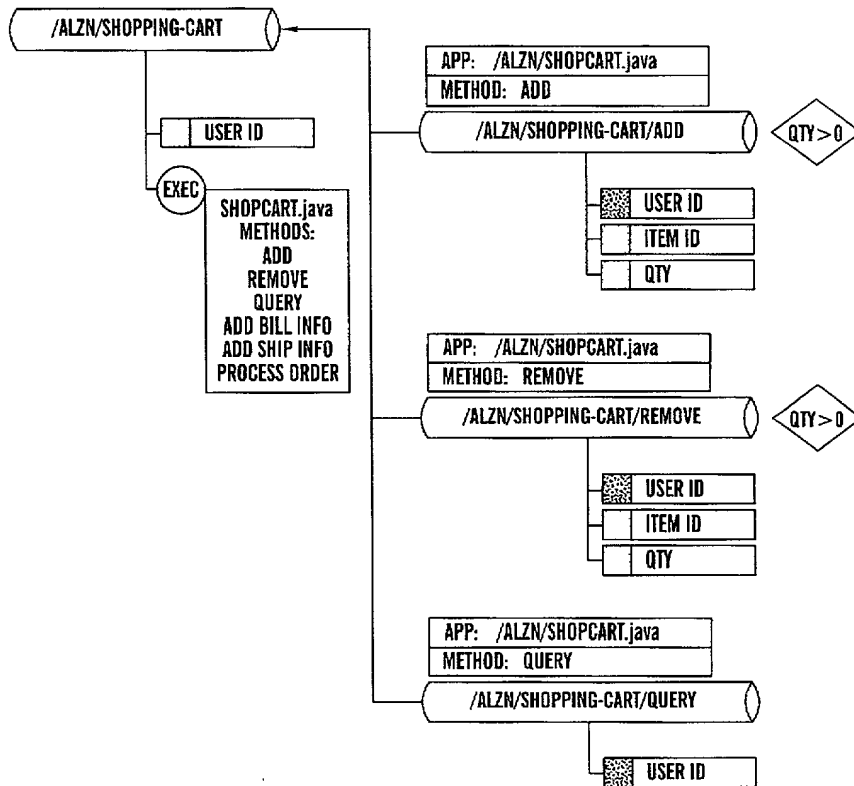 /ALZN/SHOPPING-CART
USER ID
EXEC
SHOPCART.java
METHODS:
ADD
REMOVE
QUERY
ADD BILL INFO
ADD SHIP INFO
PROCESS ORDER
APP: /ALZN/SHOPCART.java
METHOD: ADD
/ALZN/SHOPPING-CART/ADD
QTY>0
USER ID
ITEM ID
QTY
APP: /ALZN/SHOPCART.java
METHOD: REMOVE
/ALZN/SHOPPING-CART/REMOVE
QTY>0
USER ID
ITEM ID
QTY
APP: /ALZN/SHOPCART.java
METHOD: QUERY
/ALZN/SHOPPING-CART/QUERY
USER ID